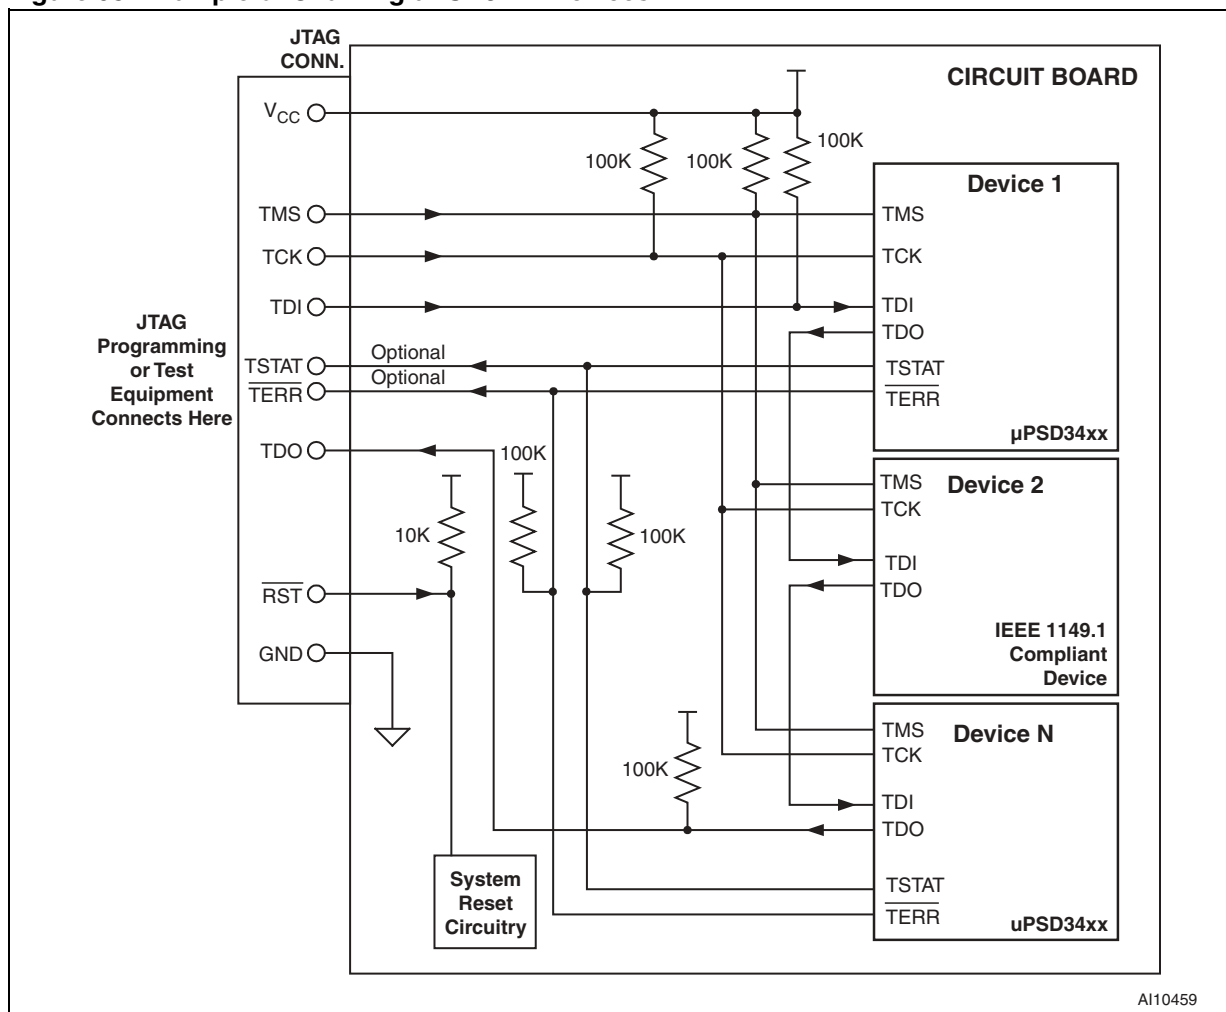 JTAG
CONN.
CIRCUIT BOARD
VCC
100K
100K
100K
Device 1
TMS
TMS
TCK
TCK
TDI
TDI
TDO
JTAG
Programming
or Test
Equipment
Connects Here
TSTAT
Optional
TSTAT
TERR
Optional
TERR
µPSD34xx
TDO
100K
10K
100K
TMS
Device 2
TCK
TDI
TDO
RST
IEEE 1149.1
Compliant
Device
GND
TMS
Device N
TCK
100K
TDI
TDO
System
Reset
Circuitry
TSTAT
TERR
uPSD34xx
AI10459